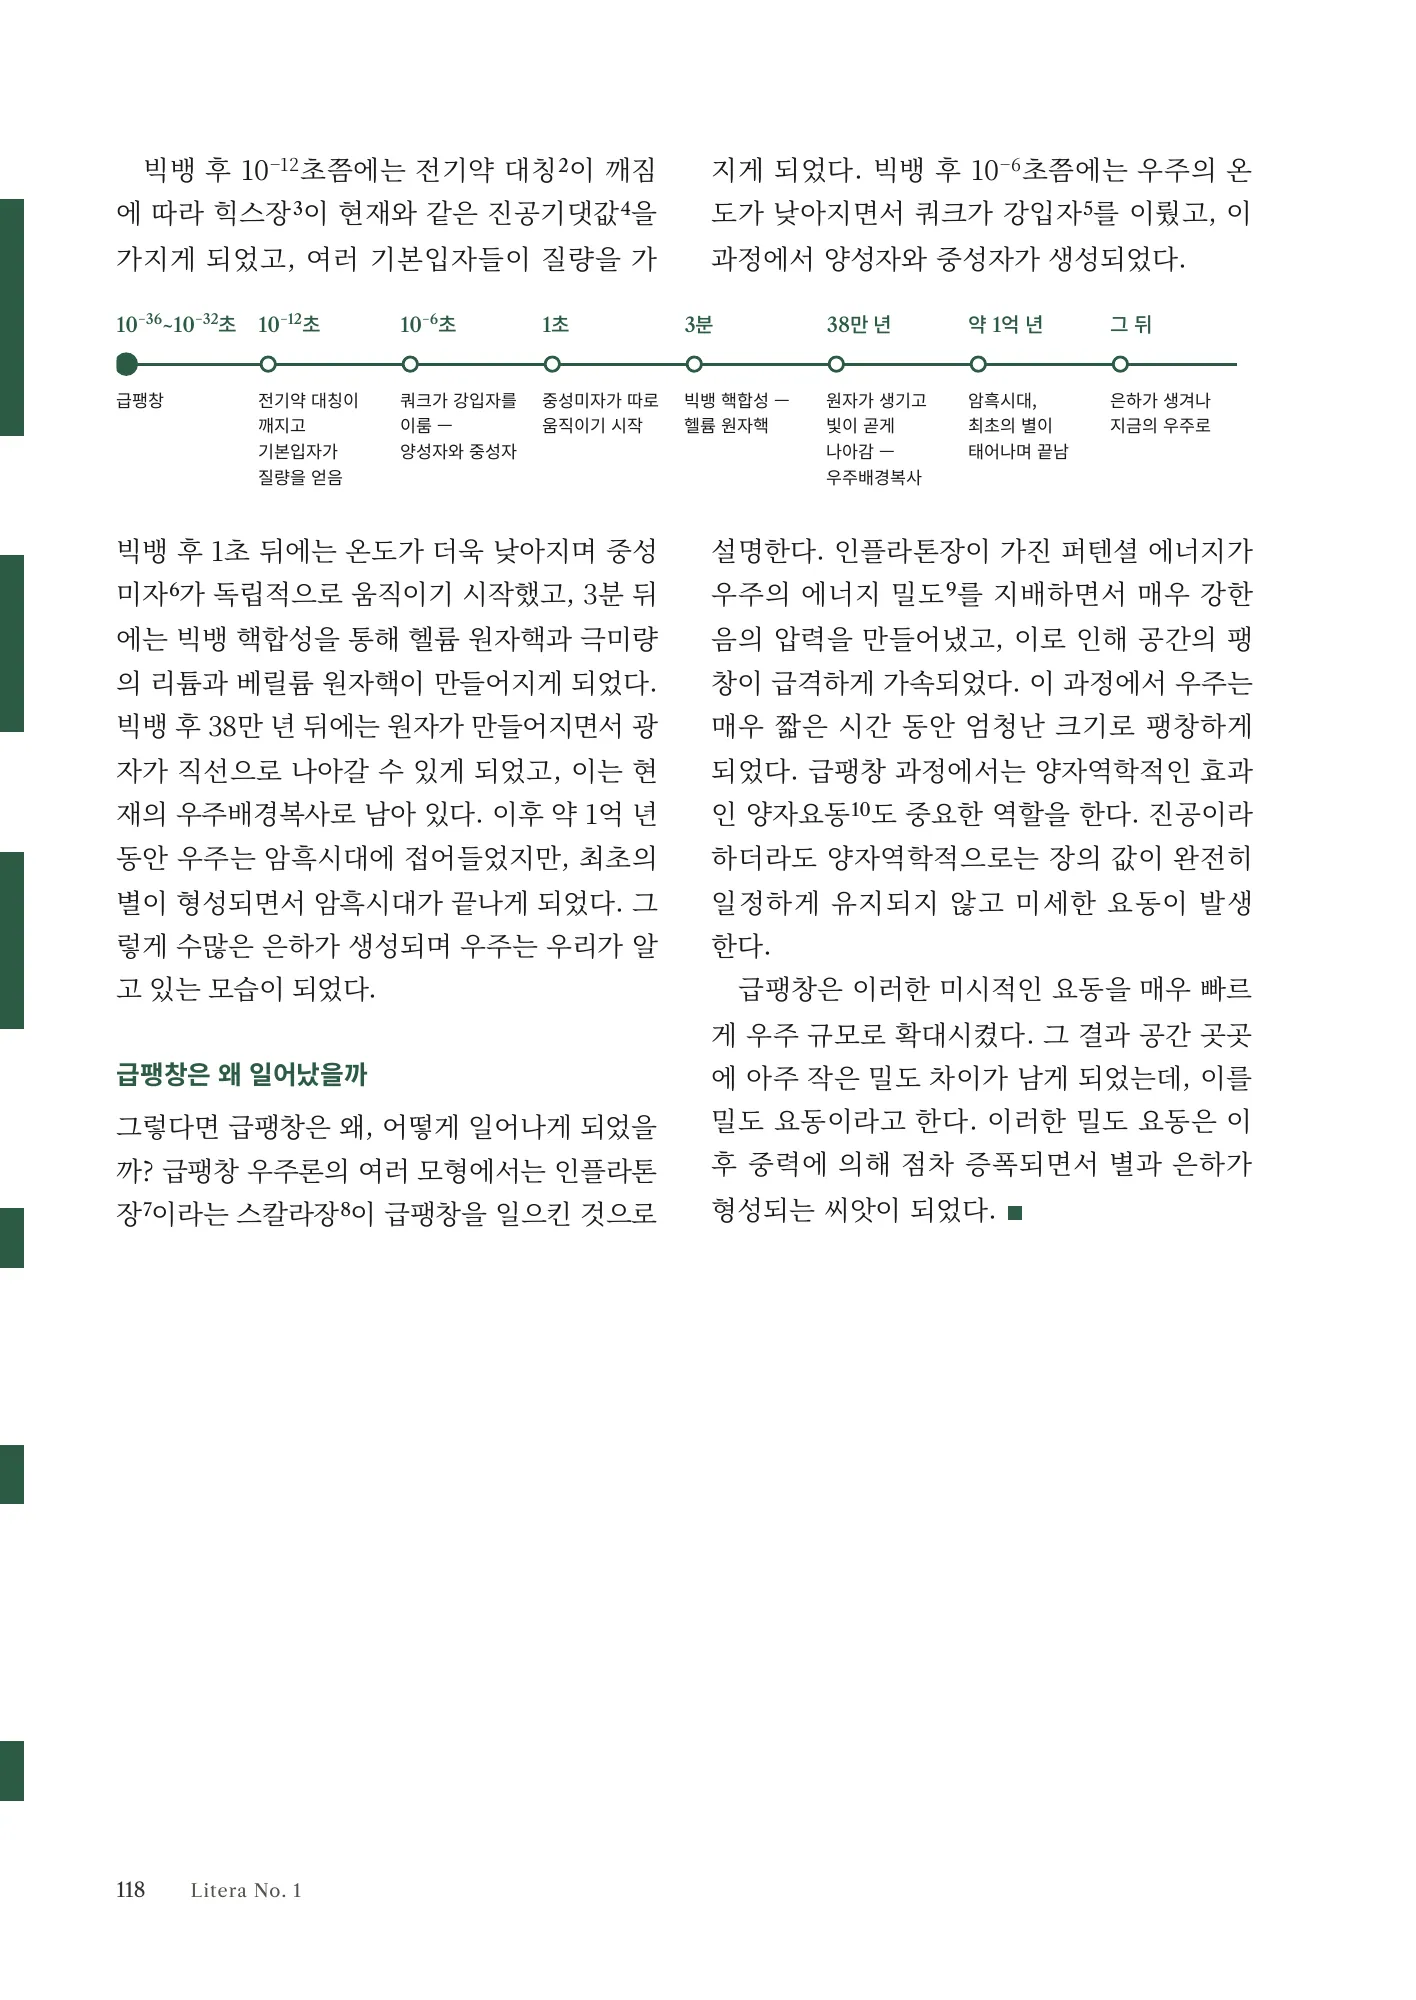 빅뱅 후 10⁻¹²초쯤에는 전기약 대칭²이 깨짐
에 따라 힉스장³이 현재와 같은 진공기댓값⁴을
가지게 되었고, 여러 기본입자들이 질량을 가
지게 되었다. 빅뱅 후 10⁻⁶초쯤에는 우주의 온
도가 낮아지면서 쿼크가 강입자⁵를 이뤘고, 이
과정에서 양성자와 중성자가 생성되었다.
10⁻³⁶~10⁻³²초
급팽창
10⁻¹²초
전기약 대칭이
깨지고
기본입자가
질량을 얻음
10⁻⁶초
쿼크가 강입자를
이룸 —
양성자와 중성자
1초
중성미자가 따로
움직이기 시작
3분
빅뱅 핵합성 —
헬륨 원자핵
38만 년
원자가 생기고
빛이 곧게
나아감 —
우주배경복사
약 1억 년
암흑시대,
최초의 별이
태어나며 끝남
그 뒤
은하가 생겨나
지금의 우주로
빅뱅 후 1초 뒤에는 온도가 더욱 낮아지며 중성
미자⁶가 독립적으로 움직이기 시작했고, 3분 뒤
에는 빅뱅 핵합성을 통해 헬륨 원자핵과 극미량
의 리튬과 베릴륨 원자핵이 만들어지게 되었다.
빅뱅 후 38만 년 뒤에는 원자가 만들어지면서 광
자가 직선으로 나아갈 수 있게 되었고, 이는 현
재의 우주배경복사로 남아 있다. 이후 약 1억 년
동안 우주는 암흑시대에 접어들었지만, 최초의
별이 형성되면서 암흑시대가 끝나게 되었다. 그
렇게 수많은 은하가 생성되며 우주는 우리가 알
고 있는 모습이 되었다.
급팽창은 왜 일어났을까
그렇다면 급팽창은 왜, 어떻게 일어나게 되었을
까? 급팽창 우주론의 여러 모형에서는 인플라톤
장⁷이라는 스칼라장⁸이 급팽창을 일으킨 것으로
설명한다. 인플라톤장이 가진 퍼텐셜 에너지가
우주의 에너지 밀도⁹를 지배하면서 매우 강한
음의 압력을 만들어냈고, 이로 인해 공간의 팽
창이 급격하게 가속되었다. 이 과정에서 우주는
매우 짧은 시간 동안 엄청난 크기로 팽창하게
되었다. 급팽창 과정에서는 양자역학적인 효과
인 양자요동¹⁰도 중요한 역할을 한다. 진공이라
하더라도 양자역학적으로는 장의 값이 완전히
일정하게 유지되지 않고 미세한 요동이 발생
한다.
급팽창은 이러한 미시적인 요동을 매우 빠르
게 우주 규모로 확대시켰다. 그 결과 공간 곳곳
에 아주 작은 밀도 차이가 남게 되었는데, 이를
밀도 요동이라고 한다. 이러한 밀도 요동은 이
후 중력에 의해 점차 증폭되면서 별과 은하가
형성되는 씨앗이 되었다. ■
118 Litera No. 1